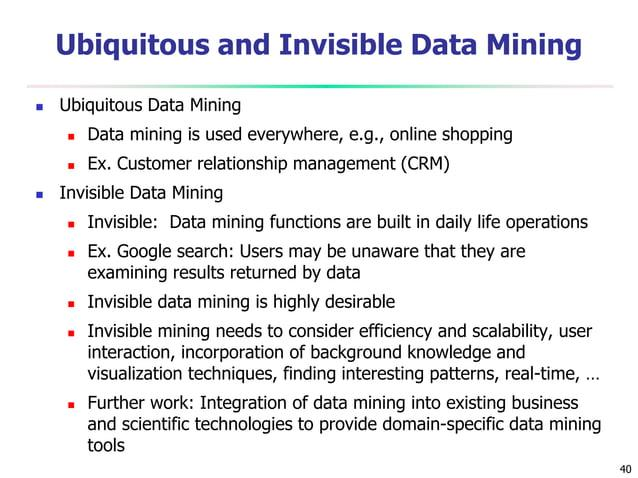 Ubiquitous and Invisible Data Mining
Ubiquitous Data Mining
Data mining is used everywhere, e.g., online shopping
Ex. Customer relationship management (CRM)
Invisible Data Mining
Invisible:  Data mining functions are built in daily life operations
Ex. Google search: Users may be unaware that they are
examining results returned by data
Invisible data mining is highly desirable
Invisible mining needs to consider efficiency and scalability, user
interaction, incorporation of background knowledge and
visualization techniques, finding interesting patterns, real-time, …
Further work: Integration of data mining into existing business
and scientific technologies to provide domain-specific data mining
tools
40